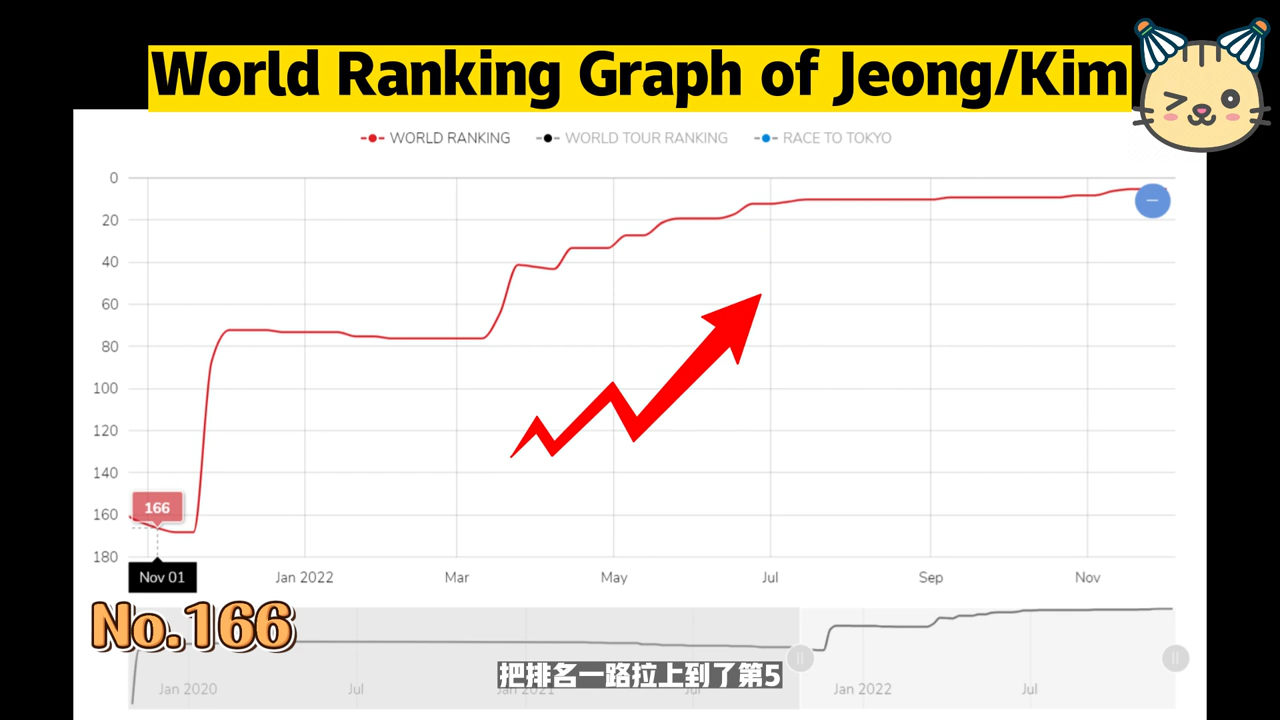 World Ranking Graph of Jeong/Kim
WORLD RANKING WORLD TOUR RANKING RACE TO TOKYO
0
20
40
60
80
100
120
140
160
180
166
Nov 01 Jan 2022 Mar May Jul Sep Nov
No.166
把排名一路拉上到了第5
Jan 2020 Jul Jan 2021 Jul Jan 2022 Jul